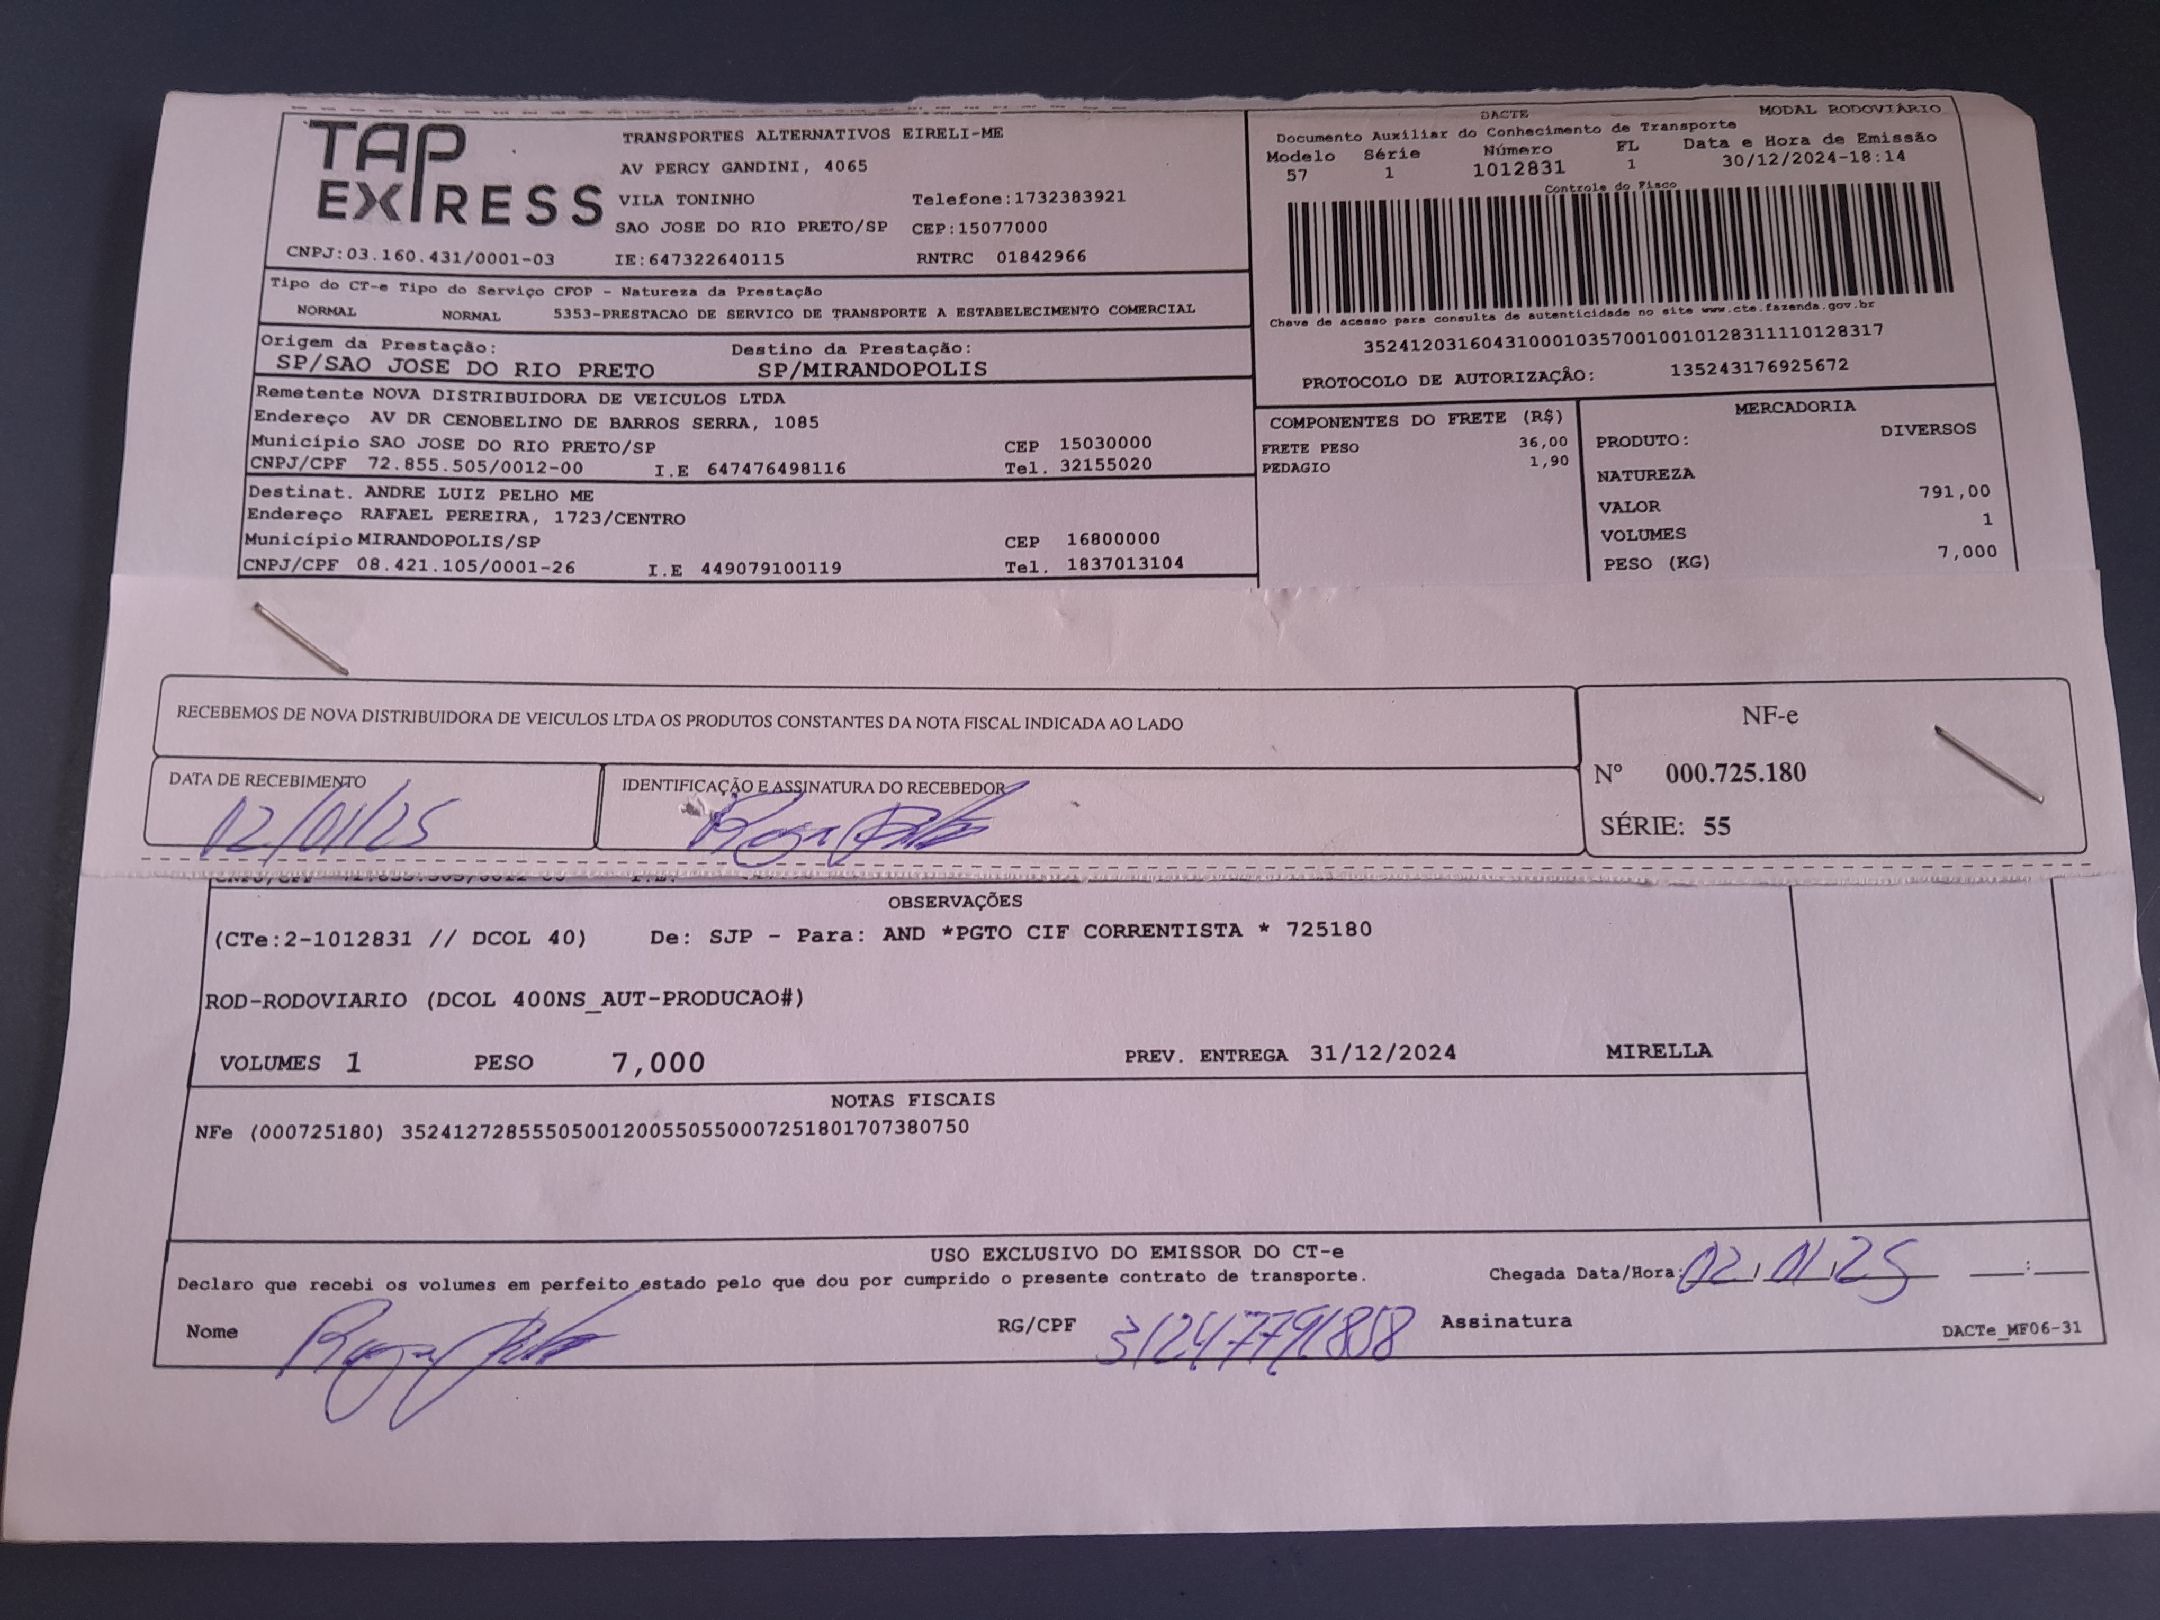 TAP EXPRESS
TRANSPORTES ALTERNATIVOS EIRELI-ME
AV PERCY GANDINI, 4065
VILA TONINHO Telefone:1732383921
SAO JOSE DO RIO PRETO/SP CEP:15077000
CNPJ:03.160.431/0001-03 IE:647322640115 RNTRC 01842966
DACTE MODAL RODOVIÁRIO
Documento Auxiliar do Conhecimento de Transporte
Modelo Série Número FL Data e Hora de Emissão
57 1 1012831 1 30/12/2024-18:14
Controle do Fisco
Chave de acesso para consulta de autenticidade no site www.cte.fazenda.gov.br
35241203160431000103570010010128311110128317
PROTOCOLO DE AUTORIZAÇÃO: 135243176925672
Tipo do CT-e Tipo do Serviço CFOP - Natureza da Prestação
NORMAL NORMAL 5353-PRESTACAO DE SERVICO DE TRANSPORTE A ESTABELECIMENTO COMERCIAL
Origem da Prestação: Destino da Prestação:
SP/SAO JOSE DO RIO PRETO SP/MIRANDOPOLIS
Remetente NOVA DISTRIBUIDORA DE VEICULOS LTDA
Endereço AV DR CENOBELINO DE BARROS SERRA, 1085
Município SAO JOSE DO RIO PRETO/SP CEP 15030000
CNPJ/CPF 72.855.505/0012-00 I.E 647476498116 Tel. 32155020
Destinat. ANDRE LUIZ PELHO ME
Endereço RAFAEL PEREIRA, 1723/CENTRO
Município MIRANDOPOLIS/SP CEP 16800000
CNPJ/CPF 08.421.105/0001-26 I.E 449079100119 Tel. 1837013104
COMPONENTES DO FRETE (R$)
FRETE PESO 36,00
PEDAGIO 1,90
MERCADORIA
PRODUTO: DIVERSOS
NATUREZA
VALOR 791,00
VOLUMES 1
PESO (KG) 7,000
RECEBEMOS DE NOVA DISTRIBUIDORA DE VEICULOS LTDA OS PRODUTOS CONSTANTES DA NOTA FISCAL INDICADA AO LADO
DATA DE RECEBIMENTO
02/01/25
IDENTIFICAÇÃO E ASSINATURA DO RECEBEDOR
NF-e
Nº 000.725.180
SÉRIE: 55
OBSERVAÇÕES
(CTe:2-1012831 // DCOL 40) De: SJP - Para: AND *PGTO CIF CORRENTISTA * 725180
ROD-RODOVIARIO (DCOL 400NS_AUT-PRODUCAO#)
VOLUMES 1 PESO 7,000 PREV. ENTREGA 31/12/2024 MIRELLA
NOTAS FISCAIS
NFe (000725180) 35241272855505001200550550007251801707380750
USO EXCLUSIVO DO EMISSOR DO CT-e
Declaro que recebi os volumes em perfeito estado pelo que dou por cumprido o presente contrato de transporte. Chegada Data/Hora: 02/01/25 __:__
Nome RG/CPF 31247791858 Assinatura
DACTe_MF06-31